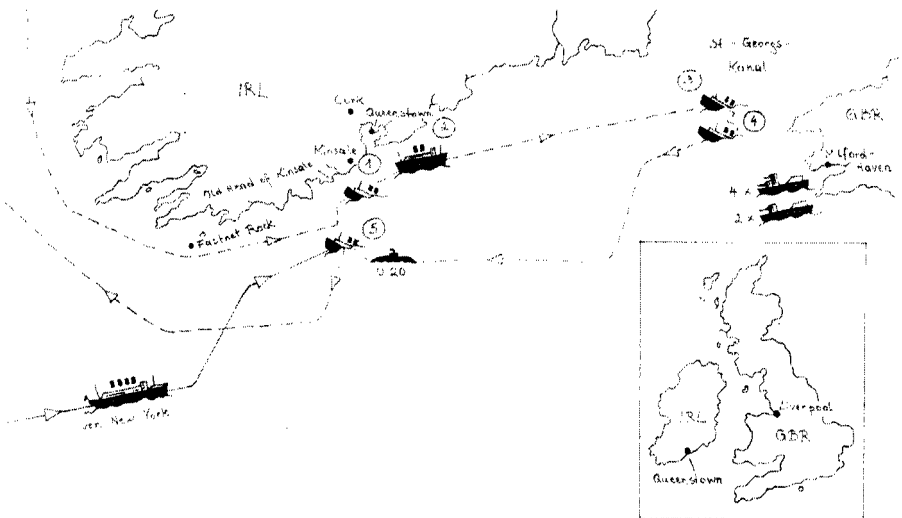 St - Georgs -
Kanal
③
IRL
Cork
Queenstown
②
④
GBR
Kinsale
①
Milford-
Haven
Old Head of Kinsale
4 x
2 x
⑤
Fastnet Rock
U 20
von New York
Liverpool
IRL
GBR
Queenstown